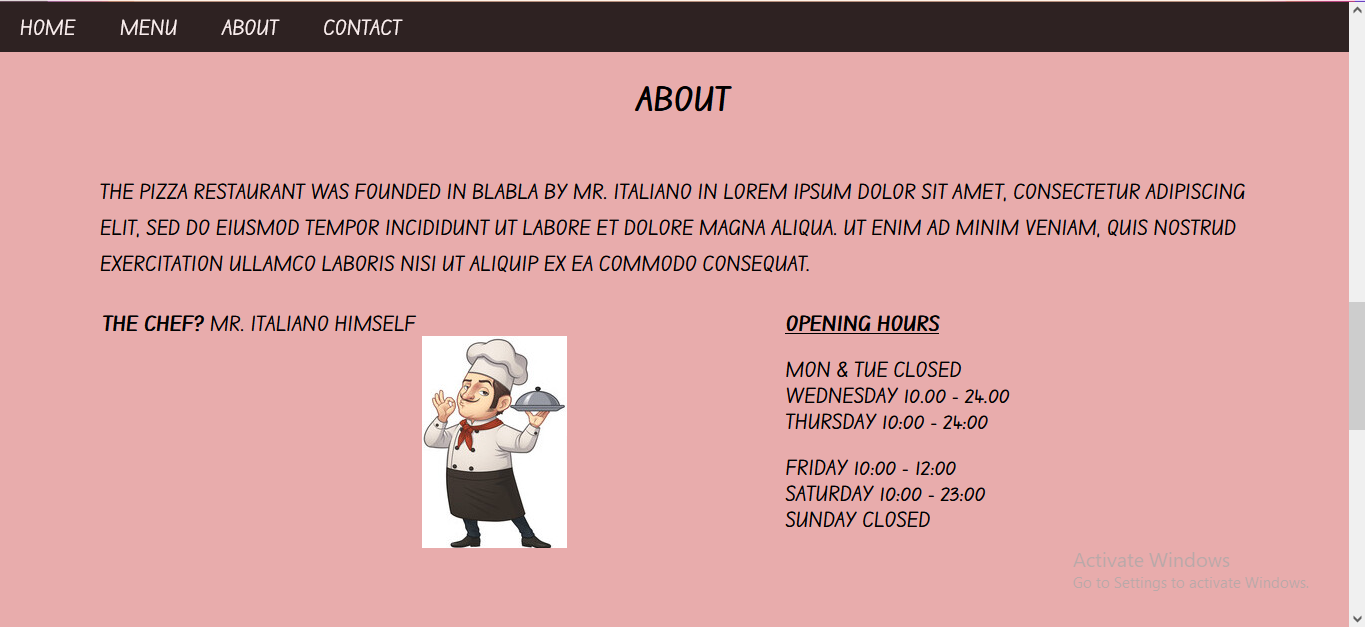 HOME MENU ABOUT CONTACT
ABOUT
THE PIZZA RESTAURANT WAS FOUNDED IN BLABLA BY MR. ITALIANO IN LOREM IPSUM DOLOR SIT AMET, CONSECTETUR ADIPISCING
ELIT, SED DO EIUSMOD TEMPOR INCIDIDUNT UT LABORE ET DOLORE MAGNA ALIQUA. UT ENIM AD MINIM VENIAM, QUIS NOSTRUD
EXERCITATION ULLAMCO LABORIS NISI UT ALIQUIP EX EA COMMODO CONSEQUAT.
THE CHEF? MR. ITALIANO HIMSELF
OPENING HOURS
MON & TUE CLOSED
WEDNESDAY 10.00 - 24.00
THURSDAY 10:00 - 24:00
FRIDAY 10:00 - 12:00
SATURDAY 10:00 - 23:00
SUNDAY CLOSED
Activate Windows
Go to Settings to activate Windows.